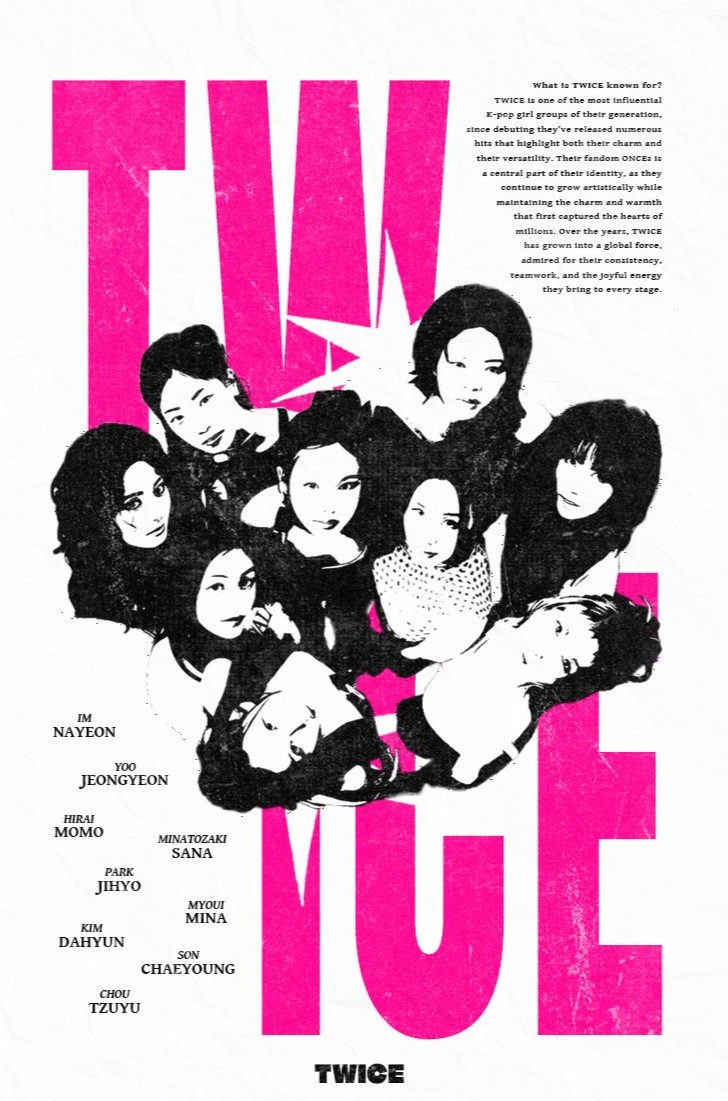 TW
What is TWICE known for?
TWICE is one of the most influential
K-pop girl groups of their generation,
since debuting they've released numerous
hits that highlight both their charm and
their versatility. Their fandom ONCEs is
a central part of their identity, as they
continue to grow artistically while
maintaining the charm and warmth
that first captured the hearts of
millions. Over the years, TWICE
has grown into a global force,
admired for their consistency,
teamwork, and the joyful energy
they bring to every stage.
ICE
IM
NAYEON
YOO
JEONGYEON
HIRAI
MOMO
MINATOZAKI
SANA
PARK
JIHYO
MYOUI
MINA
KIM
DAHYUN
SON
CHAEYOUNG
CHOU
TZUYU
TWICE